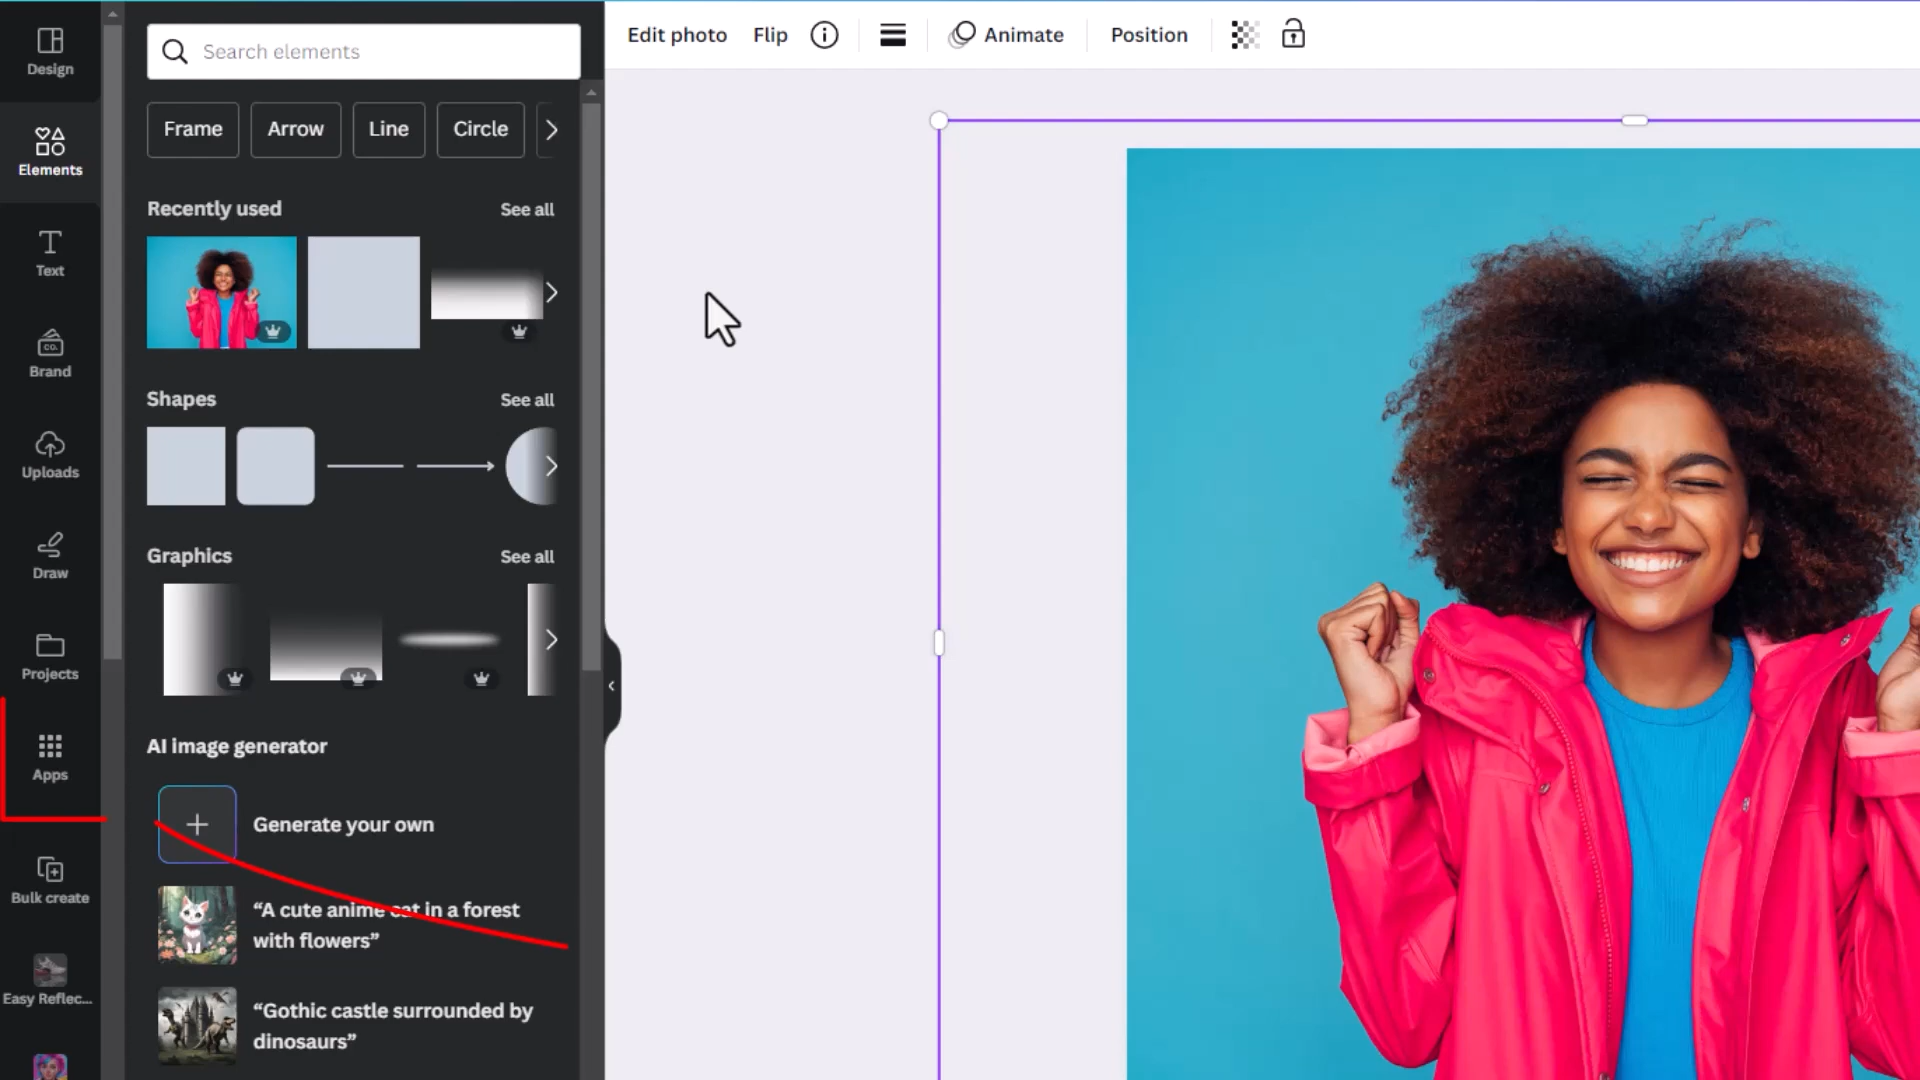 Design
Elements
Text
CO.
Brand
Uploads
Draw
Projects
Apps
Bulk create
Easy Reflec...
Search elements
Frame
Arrow
Line
Circle
Recently used
See all
Shapes
See all
Graphics
See all
AI image generator
Generate your own
“A cute anime cat in a forest
with flowers”
“Gothic castle surrounded by
dinosaurs”
Edit photo
Flip
Animate
Position